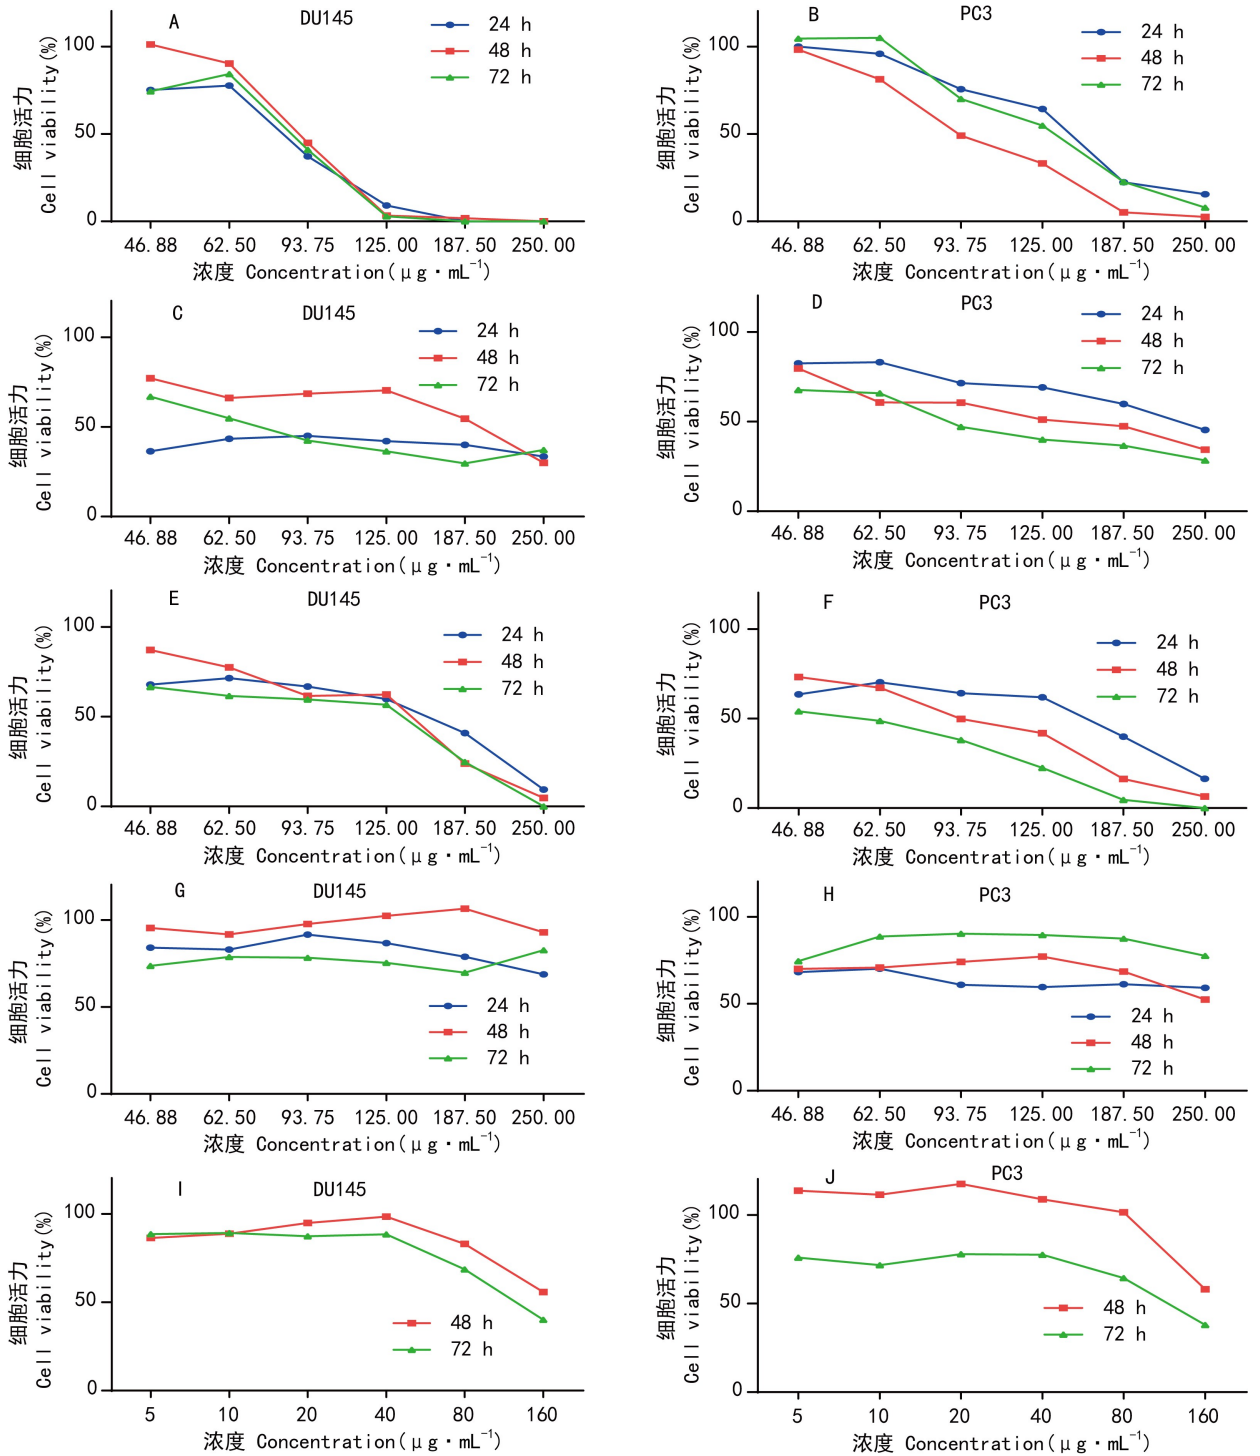 A DU145
24 h
48 h
72 h
100
50
0
细胞活力
Cell viability(%)
46.88 62.50 93.75 125.00 187.50 250.00
浓度 Concentration(μg·mL⁻¹)
B PC3
24 h
48 h
72 h
100
50
0
细胞活力
Cell viability(%)
46.88 62.50 93.75 125.00 187.50 250.00
浓度 Concentration(μg·mL⁻¹)
C DU145
24 h
48 h
72 h
100
50
0
细胞活力
Cell viability(%)
46.88 62.50 93.75 125.00 187.50 250.00
浓度 Concentration(μg·mL⁻¹)
D PC3
24 h
48 h
72 h
100
50
0
细胞活力
Cell viability(%)
46.88 62.50 93.75 125.00 187.50 250.00
浓度 Concentration(μg·mL⁻¹)
E DU145
24 h
48 h
72 h
100
50
0
细胞活力
Cell viability(%)
46.88 62.50 93.75 125.00 187.50 250.00
浓度 Concentration(μg·mL⁻¹)
F PC3
24 h
48 h
72 h
100
50
0
细胞活力
Cell viability(%)
46.88 62.50 93.75 125.00 187.50 250.00
浓度 Concentration(μg·mL⁻¹)
G DU145
100
50
0
24 h
48 h
72 h
细胞活力
Cell viability(%)
46.88 62.50 93.75 125.00 187.50 250.00
浓度 Concentration(μg·mL⁻¹)
H PC3
100
50
0
24 h
48 h
72 h
细胞活力
Cell viability(%)
46.88 62.50 93.75 125.00 187.50 250.00
浓度 Concentration(μg·mL⁻¹)
I DU145
100
50
0
48 h
72 h
细胞活力
Cell viability(%)
5 10 20 40 80 160
浓度 Concentration(μg·mL⁻¹)
J PC3
100
50
0
48 h
72 h
细胞活力
Cell viability(%)
5 10 20 40 80 160
浓度 Concentration(μg·mL⁻¹)